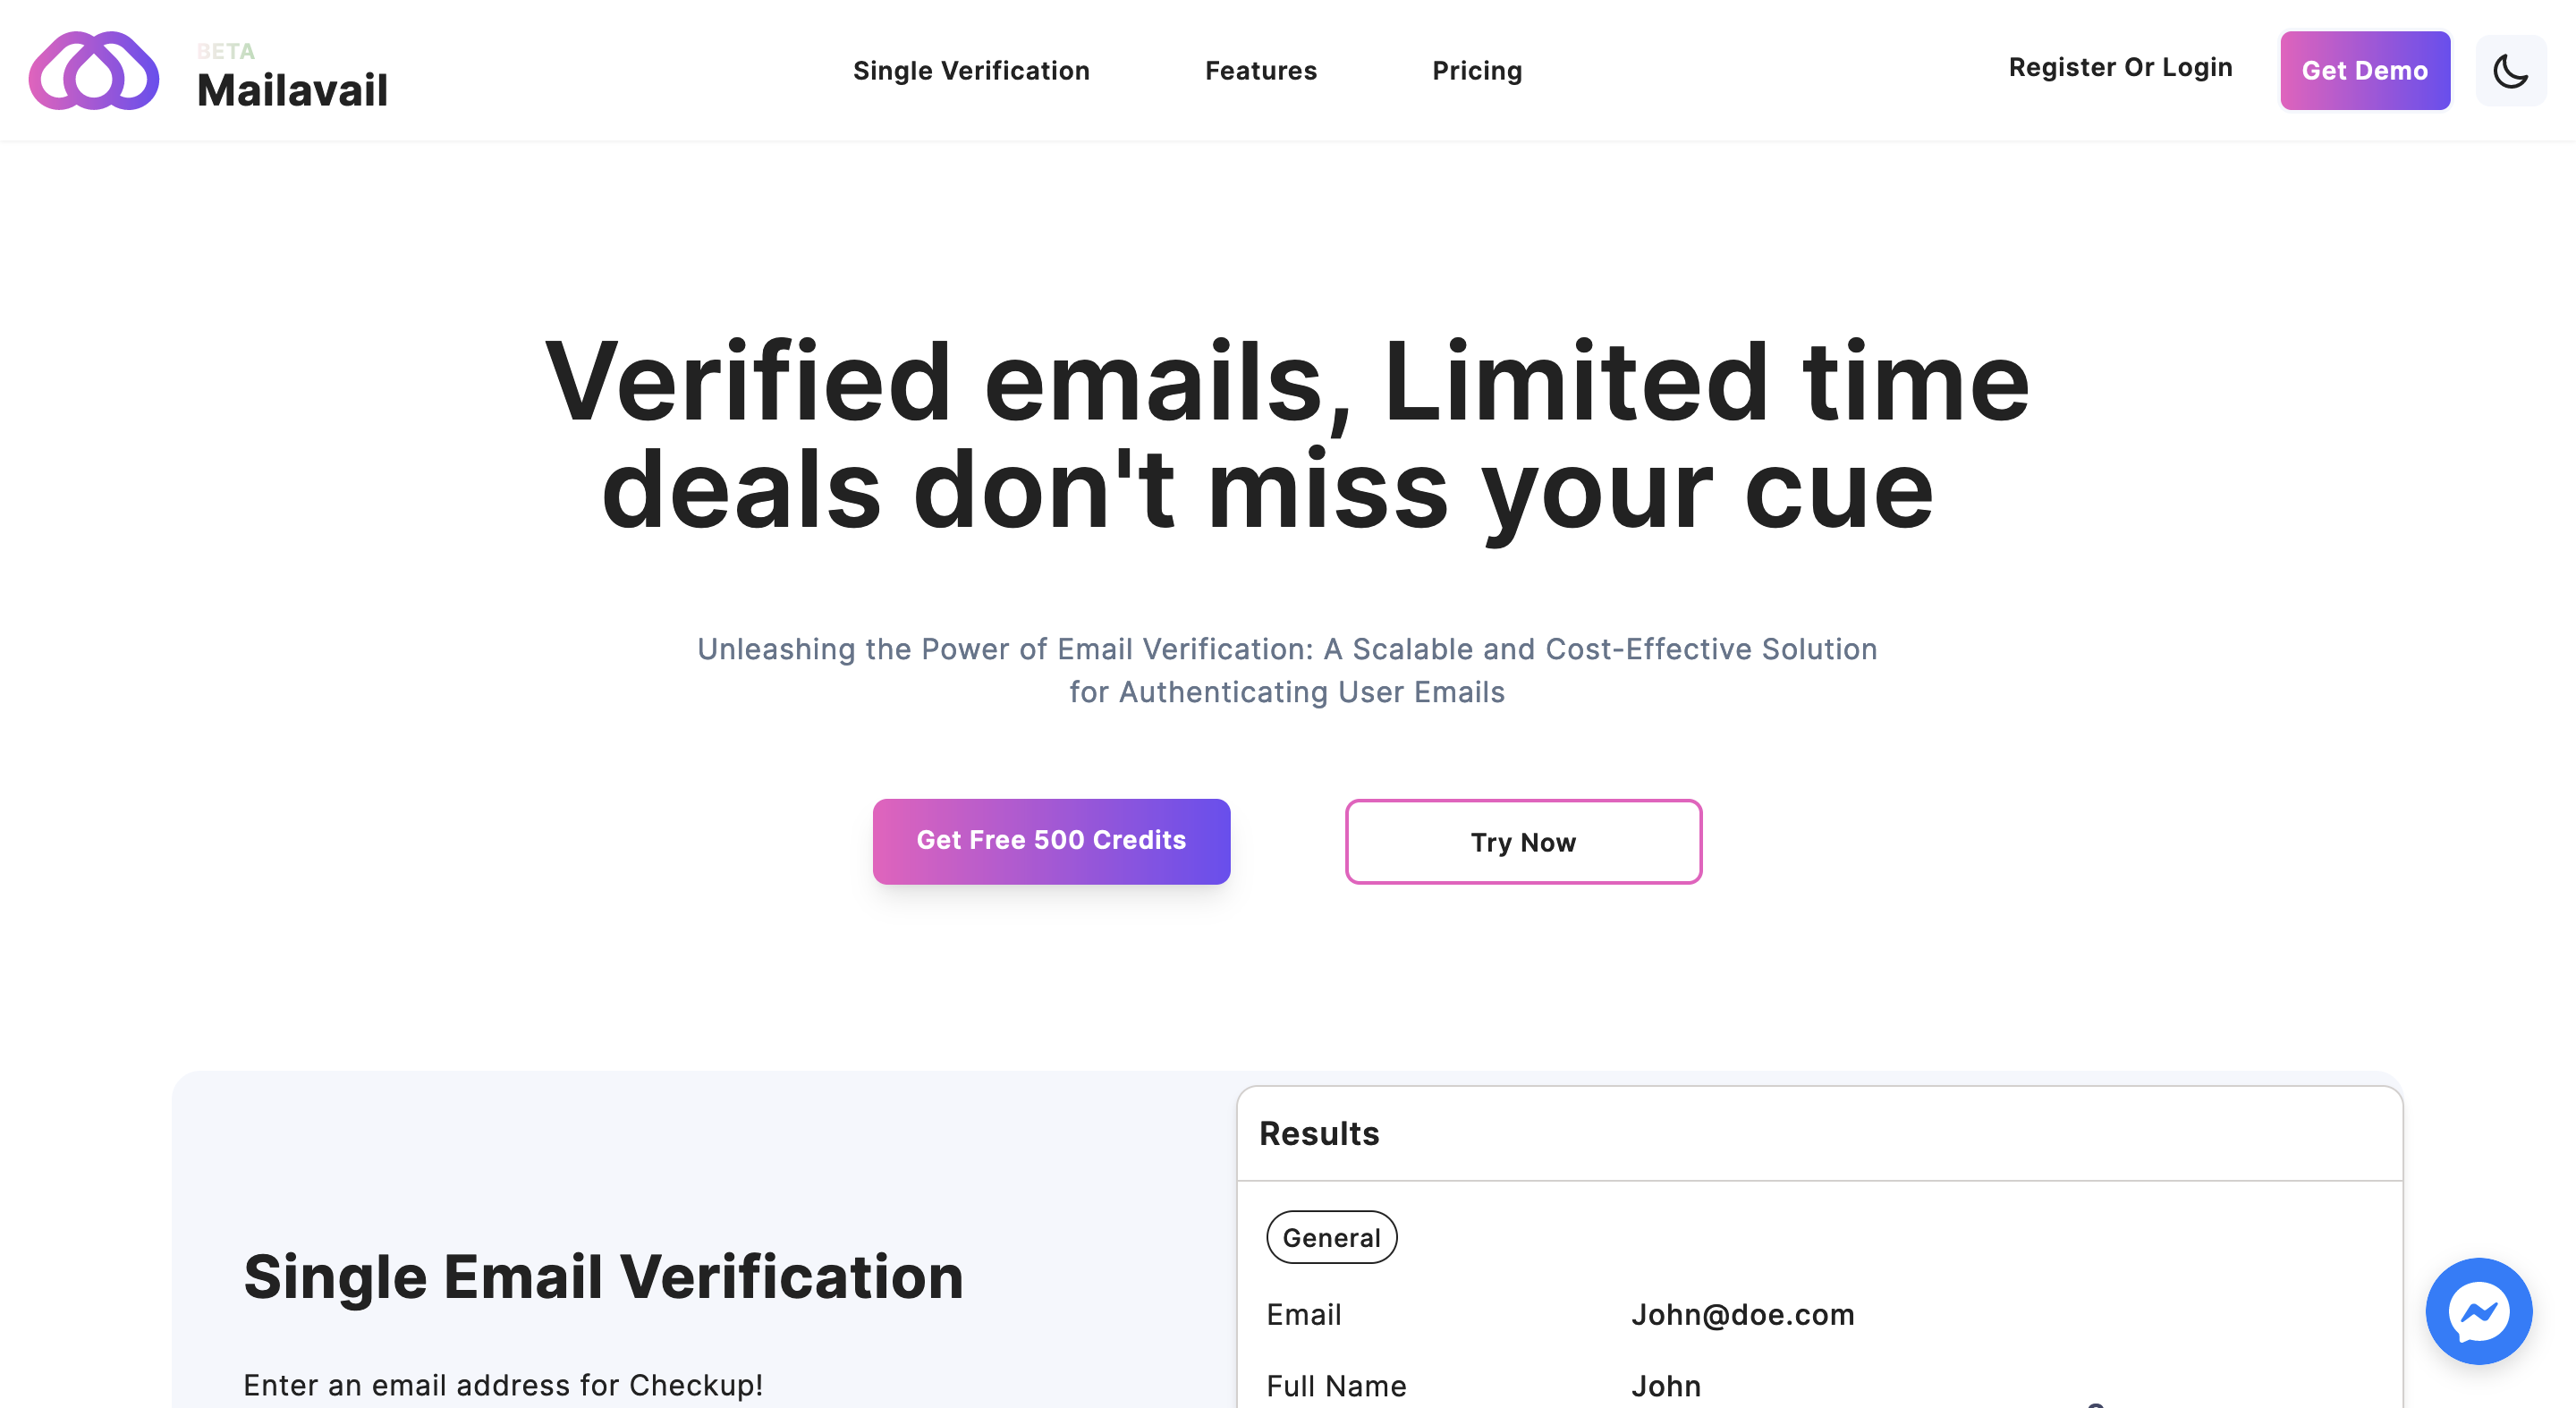 BETA
Mailavail
Single Verification
Features
Pricing
Register Or Login
Get Demo
Verified emails, Limited time
deals don't miss your cue
Unleashing the Power of Email Verification: A Scalable and Cost-Effective Solution
for Authenticating User Emails
Get Free 500 Credits
Try Now
Single Email Verification
Enter an email address for Checkup!
Results
General
Email John@doe.com
Full Name John